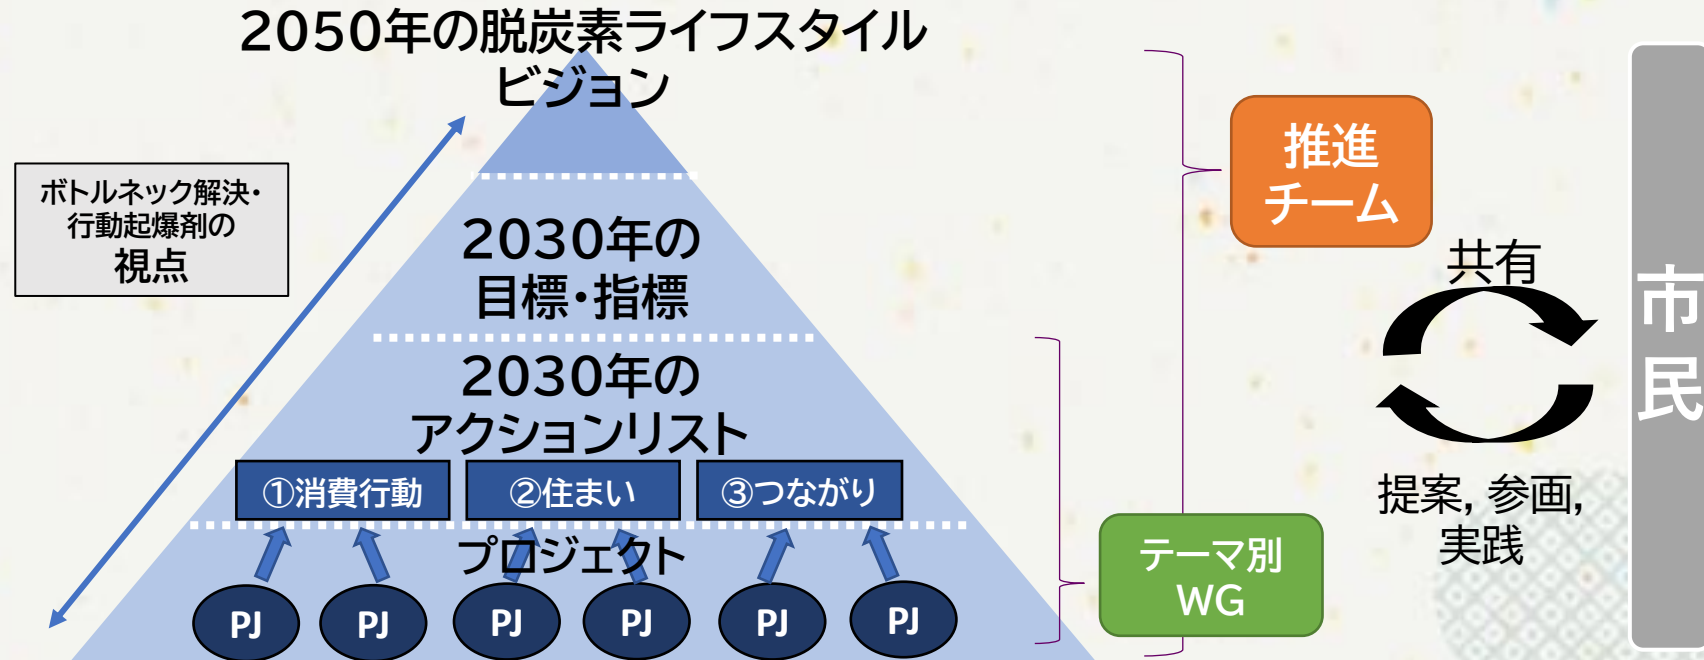 2050年の脱炭素ライフスタイル
ビジョン
ボトルネック解決・
行動起爆剤の
視点
2030年の
目標・指標
2030年の
アクションリスト
①消費行動
②住まい
③つながり
プロジェクト
PJ
PJ
PJ
PJ
PJ
PJ
推進
チーム
テーマ別
WG
共有
提案, 参画,
実践
市
民